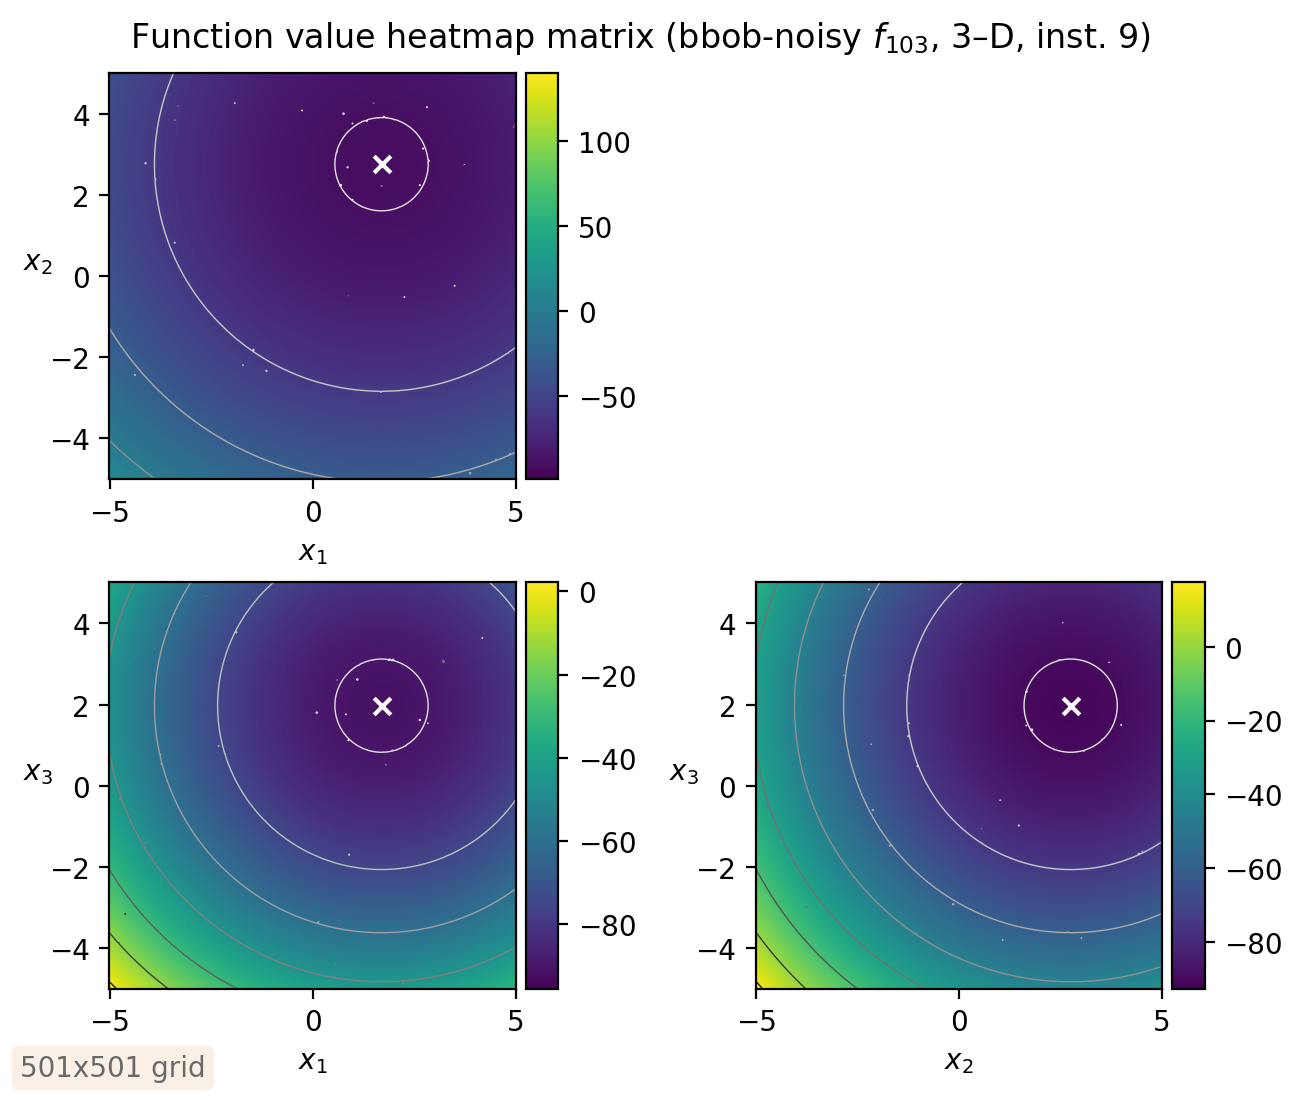 Function value heatmap matrix (bbob-noisy f₁₀₃, 3–D, inst. 9)
4
2
0
−2
−4
x₂
−5 0 5
x₁
100
50
0
−50
4
2
0
−2
−4
x₃
−5 0 5
x₁
0
−20
−40
−60
−80
4
2
0
−2
−4
x₃
−5 0 5
x₂
0
−20
−40
−60
−80
501x501 grid